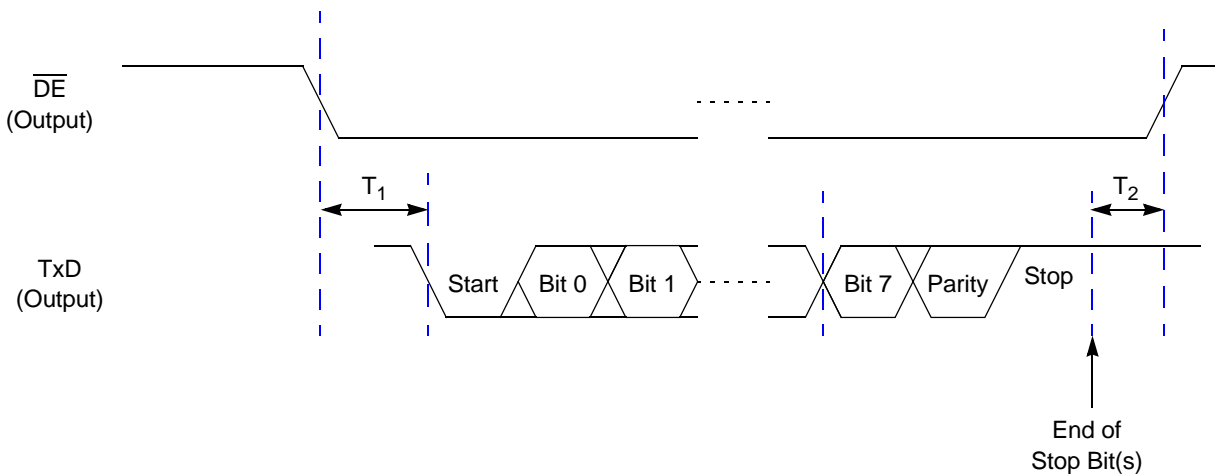 DE
(Output)
T1
T2
TxD
(Output)
Start
Bit 0
Bit 1
Bit 7
Parity
Stop
End of
Stop Bit(s)